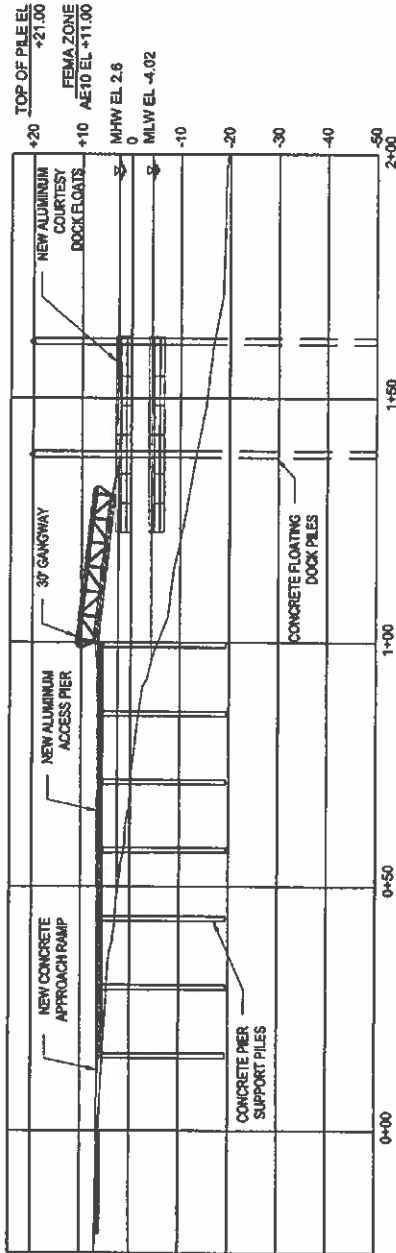 TOP OF PILE EL
+21.00
FEMA ZONE
AE10 EL +11.00
MHW EL 2.6
MLW EL -4.02
+20
+10
0
-10
-20
-30
-40
-50
NEW ALUMINUM
COURTESY
DOCK FLOATS
30' GANGWAY
NEW ALUMINUM
ACCESS PIER
NEW CONCRETE
APPROACH RAMP
CONCRETE PIER
SUPPORT PILES
CONCRETE FLOATING
DOCK PILES
0+00
0+50
1+00
1+50
2+00